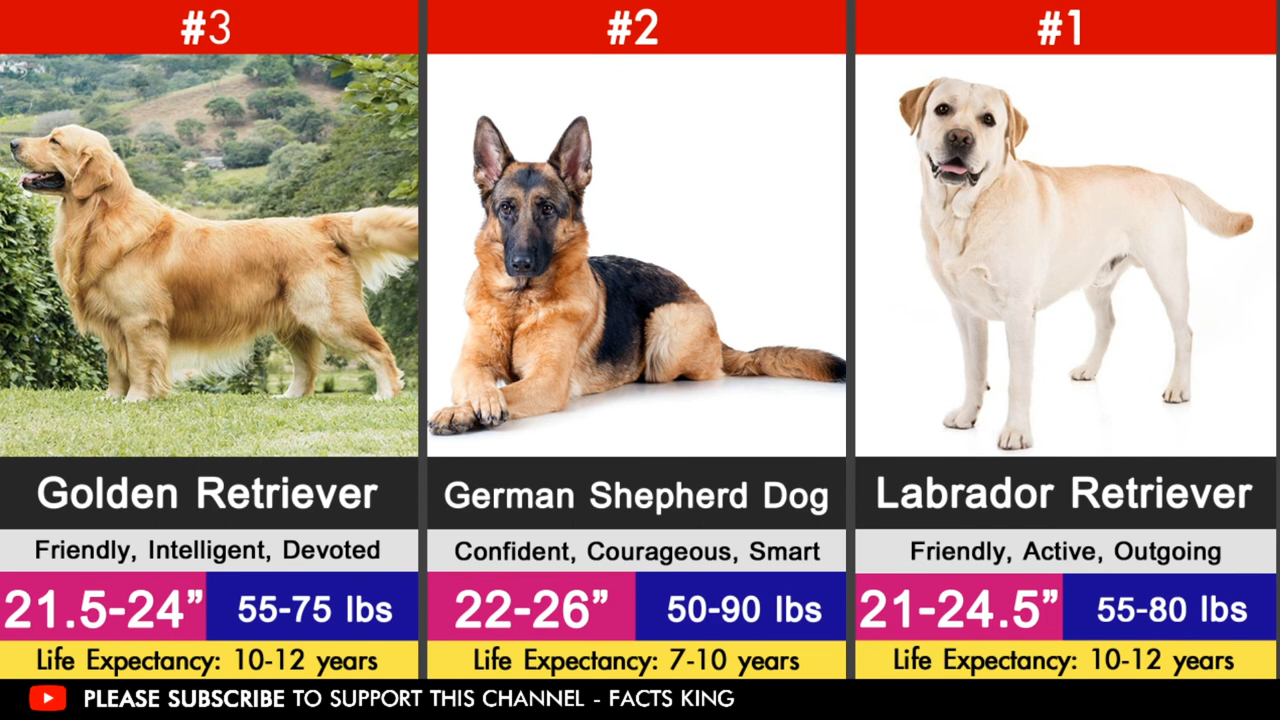 #3
#2
#1
Golden Retriever
German Shepherd Dog
Labrador Retriever
Friendly, Intelligent, Devoted
Confident, Courageous, Smart
Friendly, Active, Outgoing
21.5-24” 55-75 lbs
22-26” 50-90 lbs
21-24.5” 55-80 lbs
Life Expectancy: 10-12 years
Life Expectancy: 7-10 years
Life Expectancy: 10-12 years
PLEASE SUBSCRIBE TO SUPPORT THIS CHANNEL - FACTS KING